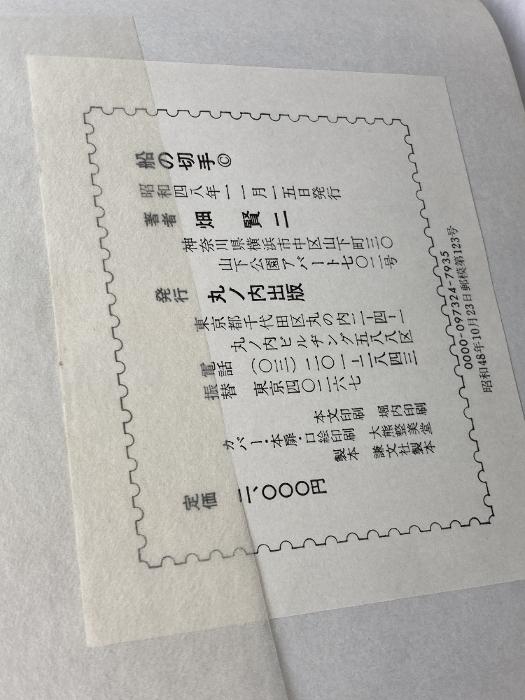 船の切手©
昭和四八年一一月一五日発行
著者 畑 賢二
神奈川県横浜市中区山下町三〇
山下公園アパート七〇二号
発行 丸ノ内出版
東京都千代田区丸の内二-四-一
丸ノ内ビルヂング五八八区
電話 (〇三)二〇一-二八四三
振替 東京四〇二六七
本文印刷 堀内印刷
カバー・本扉・口絵印刷 大熊整美堂
製本 謙文社製本
定価 二、〇〇〇円
0000-097324-7935
昭和48年10月23日郵模第123号